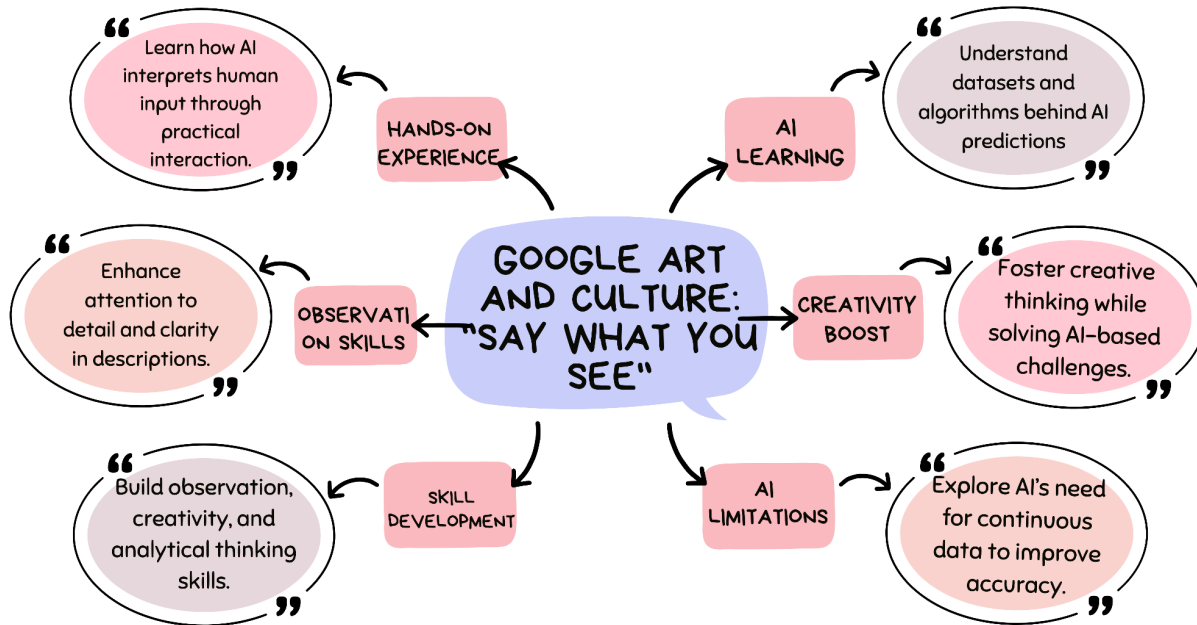 Learn how AI
interprets human
input through
practical
interaction.
HANDS-ON
EXPERIENCE
AI
LEARNING
Understand
datasets and
algorithms behind AI
predictions
GOOGLE ART
AND CULTURE:
"SAY WHAT YOU
SEE"
Enhance
attention to
detail and clarity
in descriptions.
OBSERVATI
ON SKILLS
CREATIVITY
BOOST
Foster creative
thinking while
solving AI-based
challenges.
Build observation,
creativity, and
analytical thinking
skills.
SKILL
DEVELOPMENT
AI
LIMITATIONS
Explore AI's need
for continuous
data to improve
accuracy.